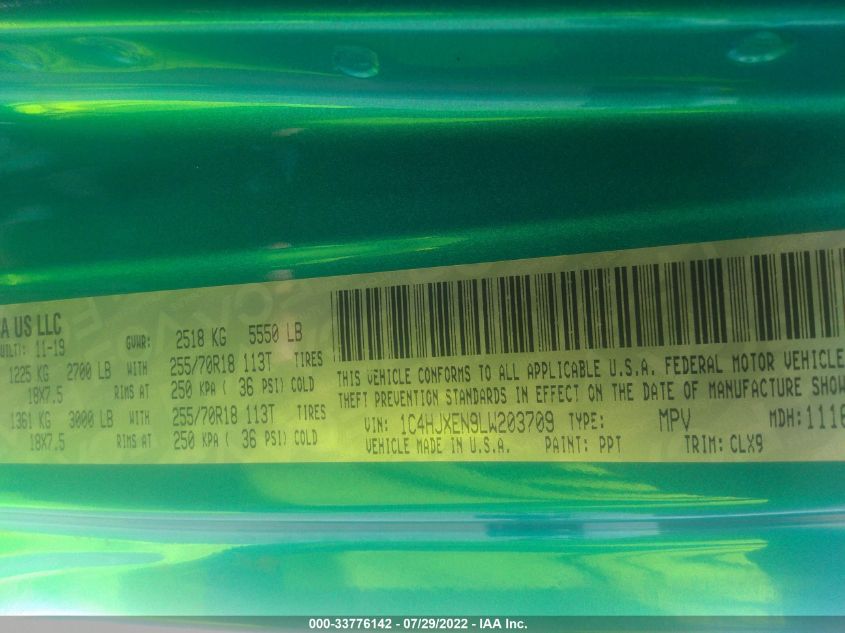 A US LLC
11-19 GVWR: 2518 KG 5550 LB
1225 KG 2700 LB WITH 255/70R18 113T TIRES
18X7.5 RIMS AT 250 KPA ( 36 PSI) COLD
1361 KG 3000 LB WITH 255/70R18 113T TIRES
18X7.5 RIMS AT 250 KPA ( 36 PSI) COLD
THIS VEHICLE CONFORMS TO ALL APPLICABLE U.S.A. FEDERAL MOTOR VEHICLE
THEFT PREVENTION STANDARDS IN EFFECT ON THE DATE OF MANUFACTURE SHOW
VIN: 1C4HJXEN9LW203709 TYPE: MPV MDH: 1116
VEHICLE MADE IN U.S.A. PAINT: PPT TRIM: CLX9
000-33776142 - 07/29/2022 - IAA Inc.